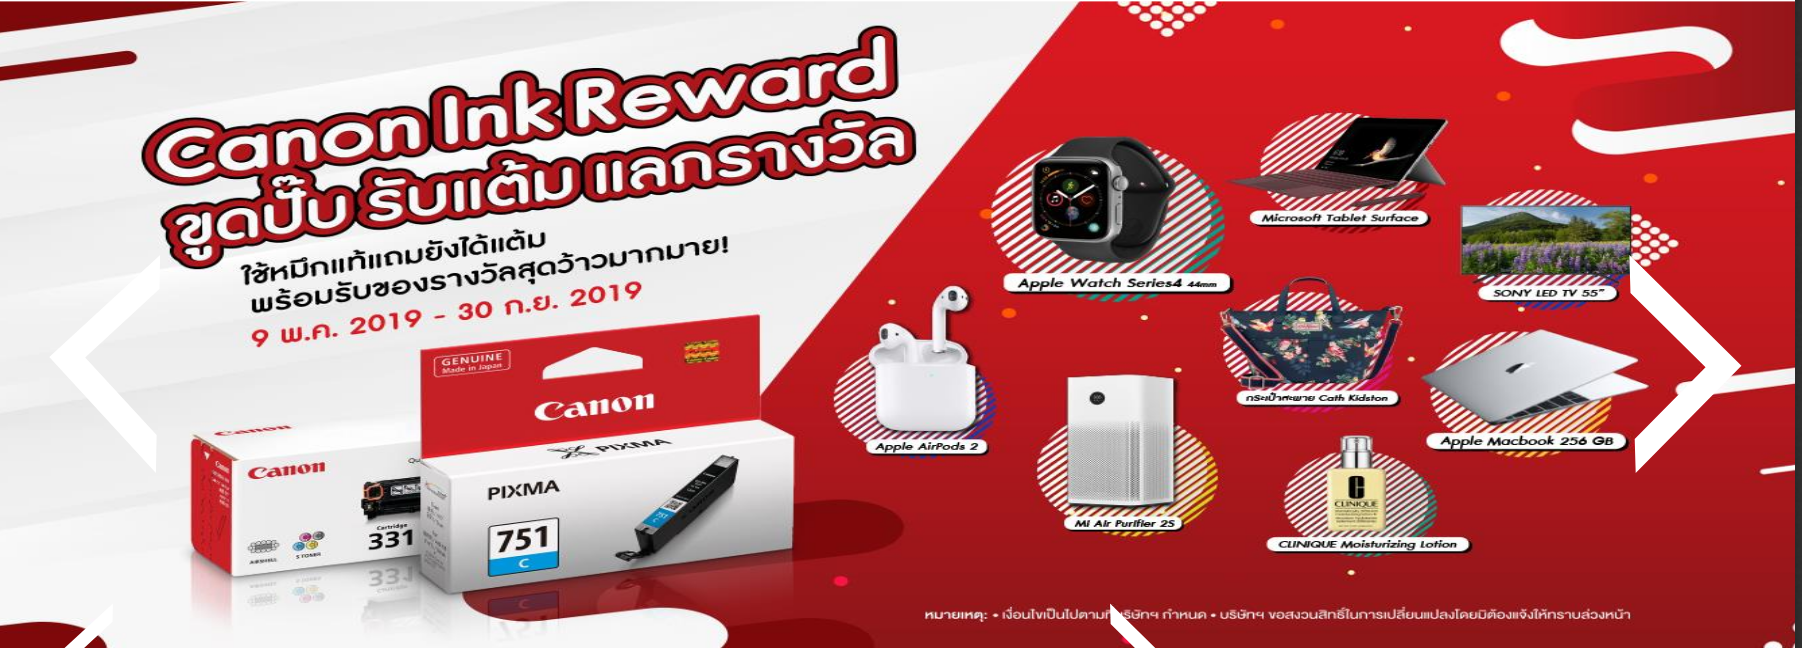 Canon Ink Reward
ขูดปั๊บ รับแต้ม แลกรางวัล
ใช้หมึกแท้แถมยังได้แต้ม
พร้อมรับของรางวัลสุดว้าวมากมาย!
9 พ.ค. 2019 - 30 ก.ย. 2019
GENUINE
Made in Japan
Canon
PIXMA
PIXMA
751
C
Canon
Canon
Canon
Cartridge
331
5 TONER
Apple Watch Series4 44mm
Microsoft Tablet Surface
SONY LED TV 55"
Apple AirPods 2
กระเป๋าสะพาย Cath Kidston
Apple Macbook 256 GB
Mi Air Purifier 2S
CLINIQUE
CLINIQUE Moisturizing Lotion
หมายเหตุ: • เงื่อนไขเป็นไปตามที่บริษัทฯ กำหนด • บริษัทฯ ขอสงวนสิทธิ์ในการเปลี่ยนแปลงโดยมิต้องแจ้งให้ทราบล่วงหน้า